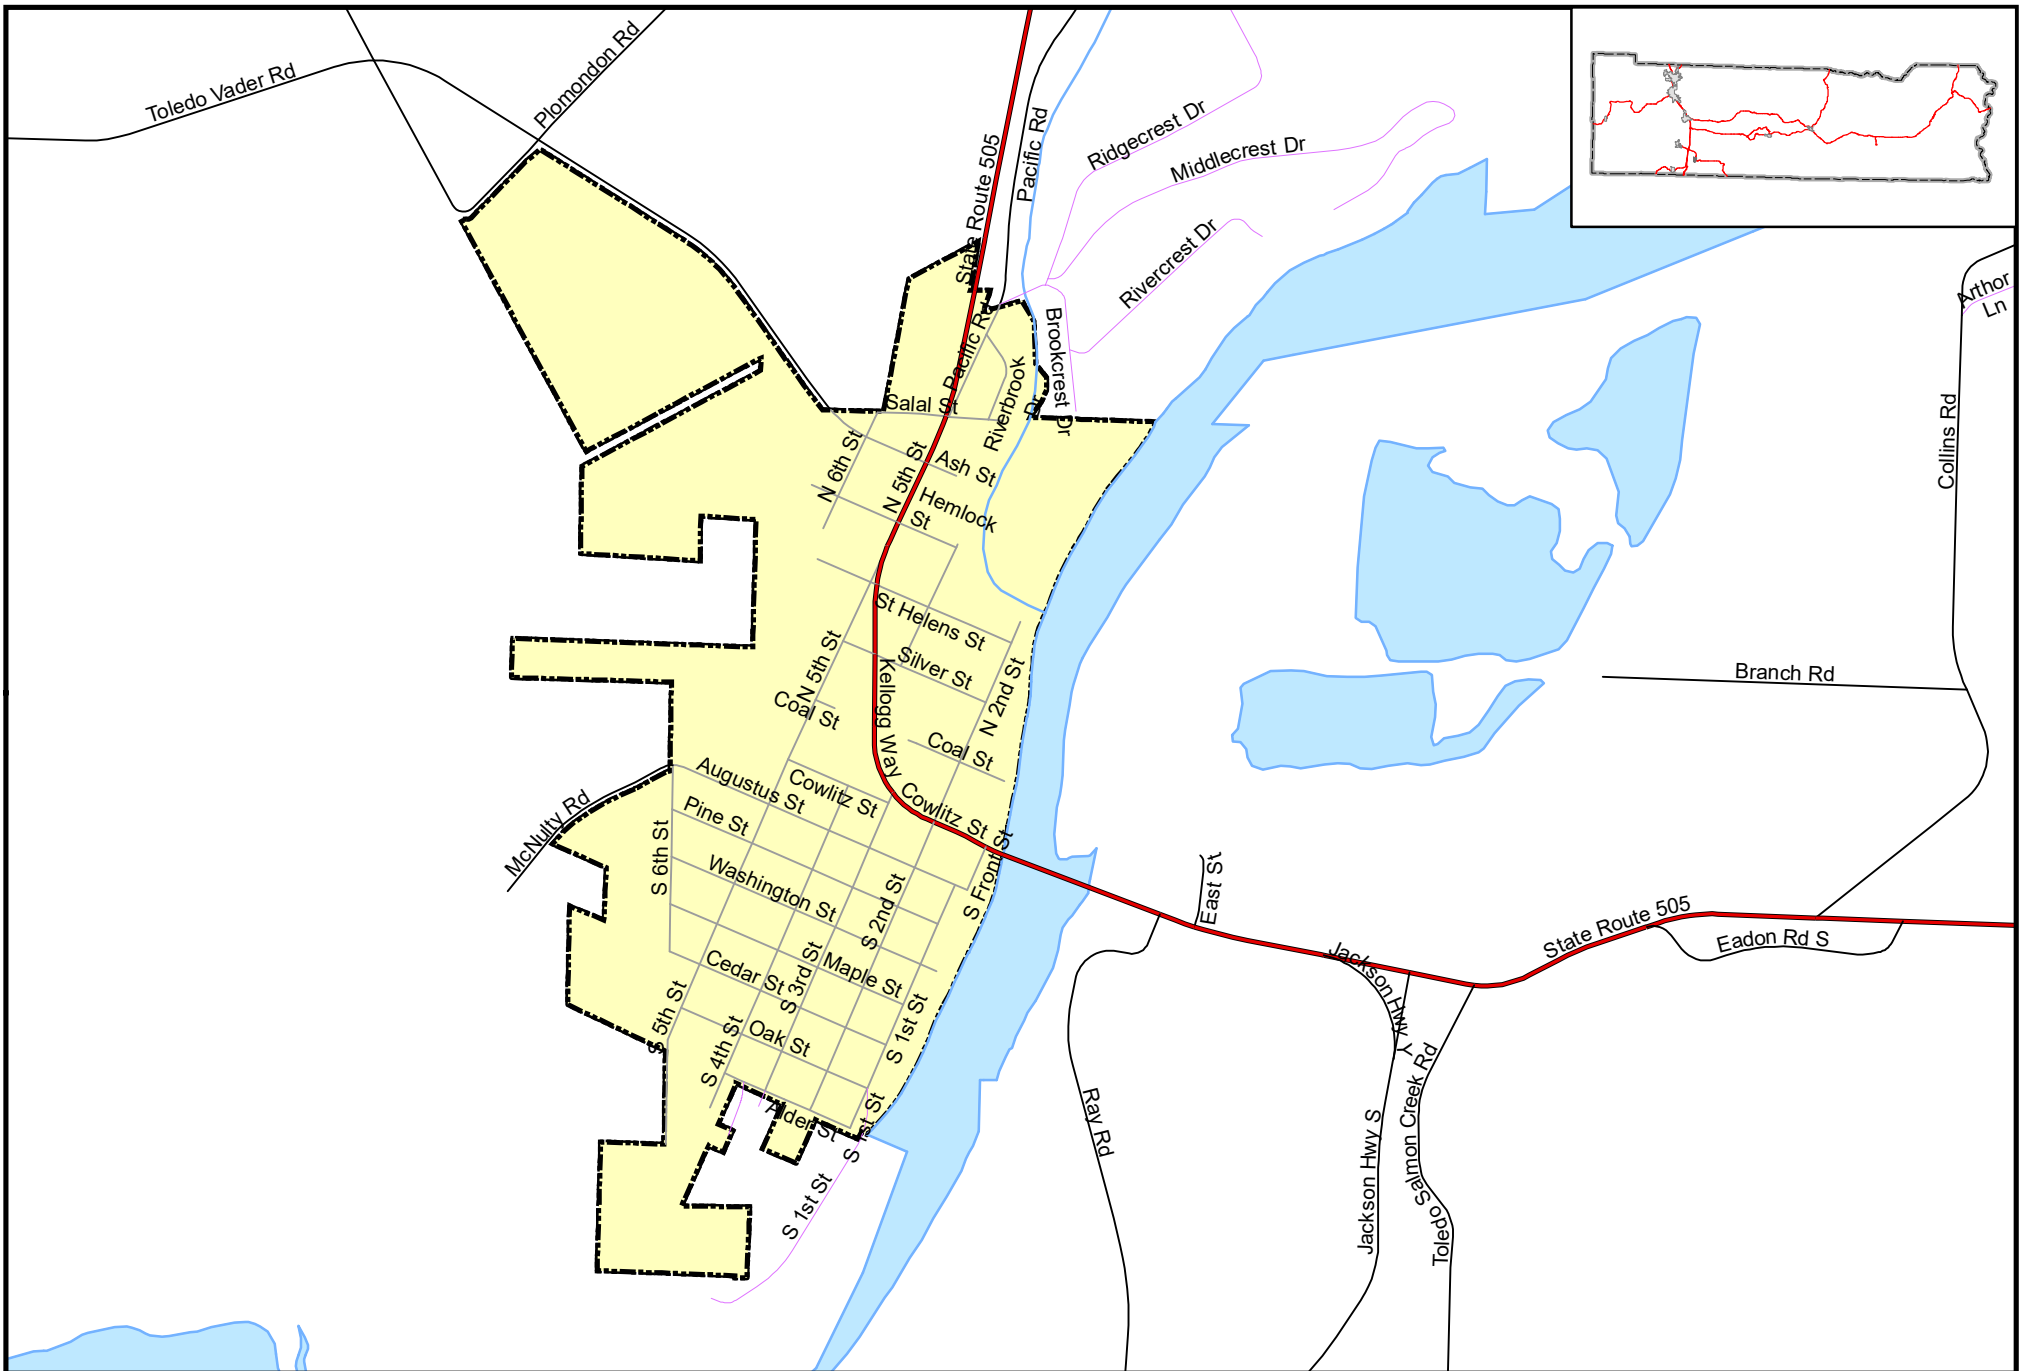 Toledo Vader Rd
Plomondon Rd
State Route 505
Pacific Rd
Ridgecrest Dr
Middlecrest Dr
Rivercrest Dr
Brookcrest Dr
Arthor
Ln
Pacific Rd
Riverbrook
Dr
Salal St
N 6th St
N 5th St
Ash St
Hemlock
St
Collins Rd
St Helens St
Silver St
N 5th St
Kellogg Way
N 2nd St
Coal St
Coal St
Branch Rd
Augustus St
Cowlitz St
Cowlitz St
Pine St
McNulty Rd
S 6th St
Washington St
S Front St
S 2nd St
East St
State Route 505
Eadon Rd S
Jackson Hwy Y
Cedar St
S 3rd St
Maple St
S 5th St
S 4th St
Oak St
S 1st St
Alder St
S 1st St
S 1st St
Ray Rd
Jackson Hwy S
Toledo Salmon Creek Rd